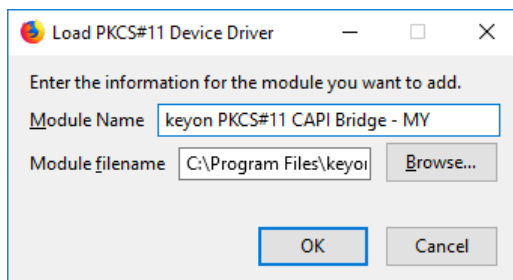 Load PKCS#11 Device Driver
Enter the information for the module you want to add.
Module Name keyon PKCS#11 CAPI Bridge - MY
Module filename C:\Program Files\keyon Browse...
OK Cancel